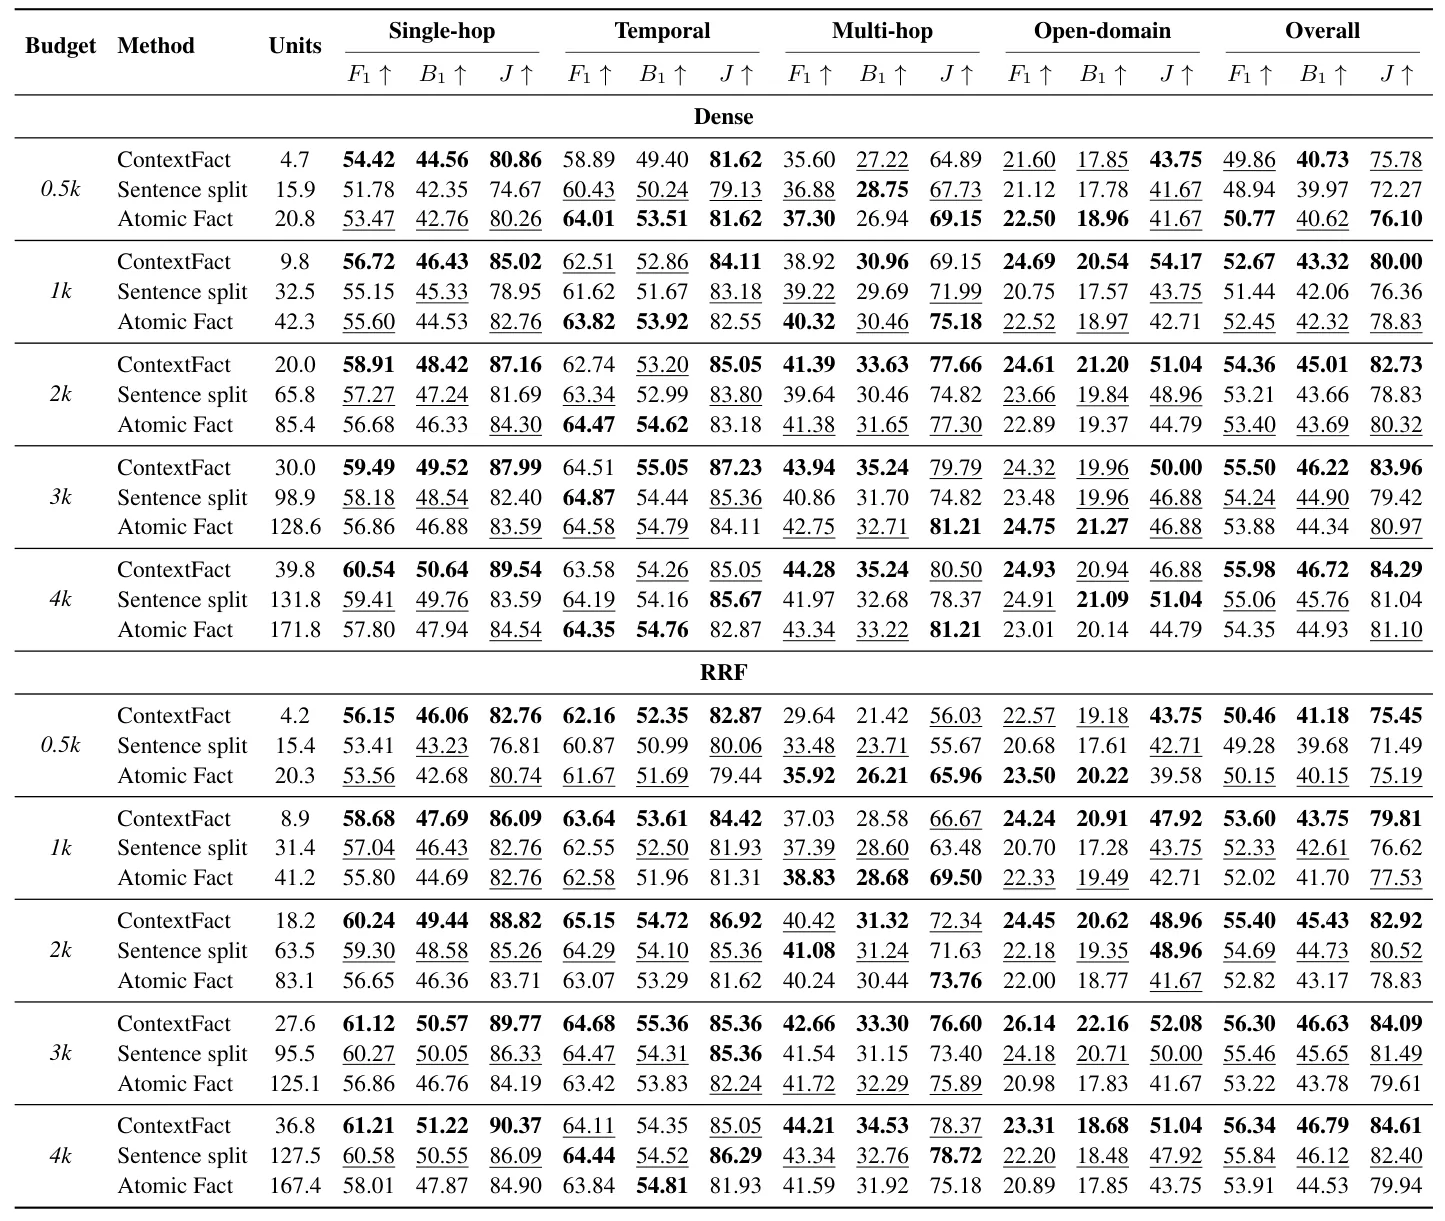 Budget Method Units Single-hop Temporal Multi-hop Open-domain Overall
F1 ↑ B1 ↑ J ↑ F1 ↑ B1 ↑ J ↑ F1 ↑ B1 ↑ J ↑ F1 ↑ B1 ↑ J ↑ F1 ↑ B1 ↑ J ↑
Dense
0.5k ContextFact 4.7 54.42 44.56 80.86 58.89 49.40 81.62 35.60 27.22 64.89 21.60 17.85 43.75 49.86 40.73 75.78
Sentence split 15.9 51.78 42.35 74.67 60.43 50.24 79.13 36.88 28.75 67.73 21.12 17.78 41.67 48.94 39.97 72.27
Atomic Fact 20.8 53.47 42.76 80.26 64.01 53.51 81.62 37.30 26.94 69.15 22.50 18.96 41.67 50.77 40.62 76.10
1k ContextFact 9.8 56.72 46.43 85.02 62.51 52.86 84.11 38.92 30.96 69.15 24.69 20.54 54.17 52.67 43.32 80.00
Sentence split 32.5 55.15 45.33 78.95 61.62 51.67 83.18 39.22 29.69 71.99 20.75 17.57 43.75 51.44 42.06 76.36
Atomic Fact 42.3 55.60 44.53 82.76 63.82 53.92 82.55 40.32 30.46 75.18 22.52 18.97 42.71 52.45 42.32 78.83
2k ContextFact 20.0 58.91 48.42 87.16 62.74 53.20 85.05 41.39 33.63 77.66 24.61 21.20 51.04 54.36 45.01 82.73
Sentence split 65.8 57.27 47.24 81.69 63.34 52.99 83.80 39.64 30.46 74.82 23.66 19.84 48.96 53.21 43.66 78.83
Atomic Fact 85.4 56.68 46.33 84.30 64.47 54.62 83.18 41.38 31.65 77.30 22.89 19.37 44.79 53.40 43.69 80.32
3k ContextFact 30.0 59.49 49.52 87.99 64.51 55.05 87.23 43.94 35.24 79.79 24.32 19.96 50.00 55.50 46.22 83.96
Sentence split 98.9 58.18 48.54 82.40 64.87 54.44 85.36 40.86 31.70 74.82 23.48 19.96 46.88 54.24 44.90 79.42
Atomic Fact 128.6 56.86 46.88 83.59 64.58 54.79 84.11 42.75 32.71 81.21 24.75 21.27 46.88 53.88 44.34 80.97
4k ContextFact 39.8 60.54 50.64 89.54 63.58 54.26 85.05 44.28 35.24 80.50 24.93 20.94 46.88 55.98 46.72 84.29
Sentence split 131.8 59.41 49.76 83.59 64.19 54.16 85.67 41.97 32.68 78.37 24.91 21.09 51.04 55.06 45.76 81.04
Atomic Fact 171.8 57.80 47.94 84.54 64.35 54.76 82.87 43.34 33.22 81.21 23.01 20.14 44.79 54.35 44.93 81.10
RRF
0.5k ContextFact 4.2 56.15 46.06 82.76 62.16 52.35 82.87 29.64 21.42 56.03 22.57 19.18 43.75 50.46 41.18 75.45
Sentence split 15.4 53.41 43.23 76.81 60.87 50.99 80.06 33.48 23.71 55.67 20.68 17.61 42.71 49.28 39.68 71.49
Atomic Fact 20.3 53.56 42.68 80.74 61.67 51.69 79.44 35.92 26.21 65.96 23.50 20.22 39.58 50.15 40.15 75.19
1k ContextFact 8.9 58.68 47.69 86.09 63.64 53.61 84.42 37.03 28.58 66.67 24.24 20.91 47.92 53.60 43.75 79.81
Sentence split 31.4 57.04 46.43 82.76 62.55 52.50 81.93 37.39 28.60 63.48 20.70 17.28 43.75 52.33 42.61 76.62
Atomic Fact 41.2 55.80 44.69 82.76 62.58 51.96 81.31 38.83 28.68 69.50 22.33 19.49 42.71 52.02 41.70 77.53
2k ContextFact 18.2 60.24 49.44 88.82 65.15 54.72 86.92 40.42 31.32 72.34 24.45 20.62 48.96 55.40 45.43 82.92
Sentence split 63.5 59.30 48.58 85.26 64.29 54.10 85.36 41.08 31.24 71.63 22.18 19.35 48.96 54.69 44.73 80.52
Atomic Fact 83.1 56.65 46.36 83.71 63.07 53.29 81.62 40.24 30.44 73.76 22.00 18.77 41.67 52.82 43.17 78.83
3k ContextFact 27.6 61.12 50.57 89.77 64.68 55.36 85.36 42.66 33.30 76.60 26.14 22.16 52.08 56.30 46.63 84.09
Sentence split 95.5 60.27 50.05 86.33 64.47 54.31 85.36 41.54 31.15 73.40 24.18 20.71 50.00 55.46 45.65 81.49
Atomic Fact 125.1 56.86 46.76 84.19 63.42 53.83 82.24 41.72 32.29 75.89 20.98 17.83 41.67 53.22 43.78 79.61
4k ContextFact 36.8 61.21 51.22 90.37 64.11 54.35 85.05 44.21 34.53 78.37 23.31 18.68 51.04 56.34 46.79 84.61
Sentence split 127.5 60.58 50.55 86.09 64.44 54.52 86.29 43.34 32.76 78.72 22.20 18.48 47.92 55.84 46.12 82.40
Atomic Fact 167.4 58.01 47.87 84.90 63.84 54.81 81.93 41.59 31.92 75.18 20.89 17.85 43.75 53.91 44.53 79.94